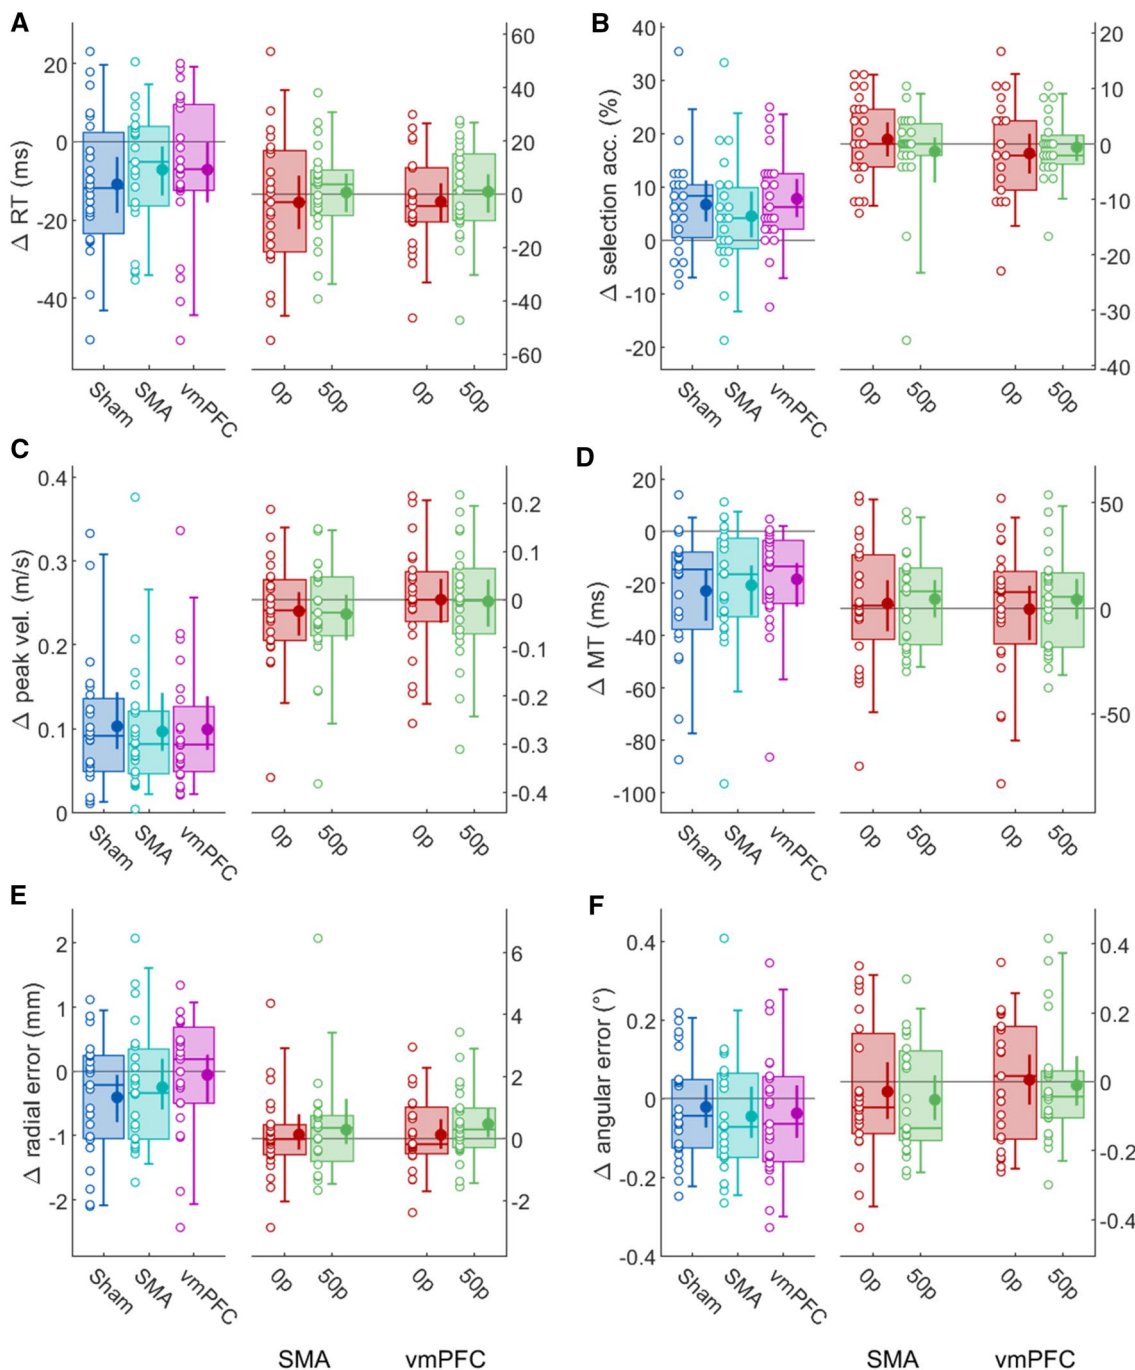 A
Δ RT (ms)
20
0
-20
-40
60
40
20
0
-20
-40
-60
Sham
SMA
vmPFC
0p
50p
0p
50p
B
Δ selection acc. (%)
40
30
20
10
0
-10
-20
20
10
0
-10
-20
-30
-40
Sham
SMA
vmPFC
0p
50p
0p
50p
C
Δ peak vel. (m/s)
0.4
0.3
0.2
0.1
0
0.2
0.1
0
-0.1
-0.2
-0.3
-0.4
Sham
SMA
vmPFC
0p
50p
0p
50p
D
Δ MT (ms)
20
0
-20
-40
-60
-80
-100
50
0
-50
Sham
SMA
vmPFC
0p
50p
0p
50p
E
Δ radial error (mm)
2
1
0
-1
-2
6
4
2
0
-2
Sham
SMA
vmPFC
0p
50p
0p
50p
F
Δ angular error (°)
0.4
0.2
0
-0.2
-0.4
0.4
0.2
0
-0.2
-0.4
Sham
SMA
vmPFC
0p
50p
0p
50p
SMA
vmPFC
SMA
vmPFC